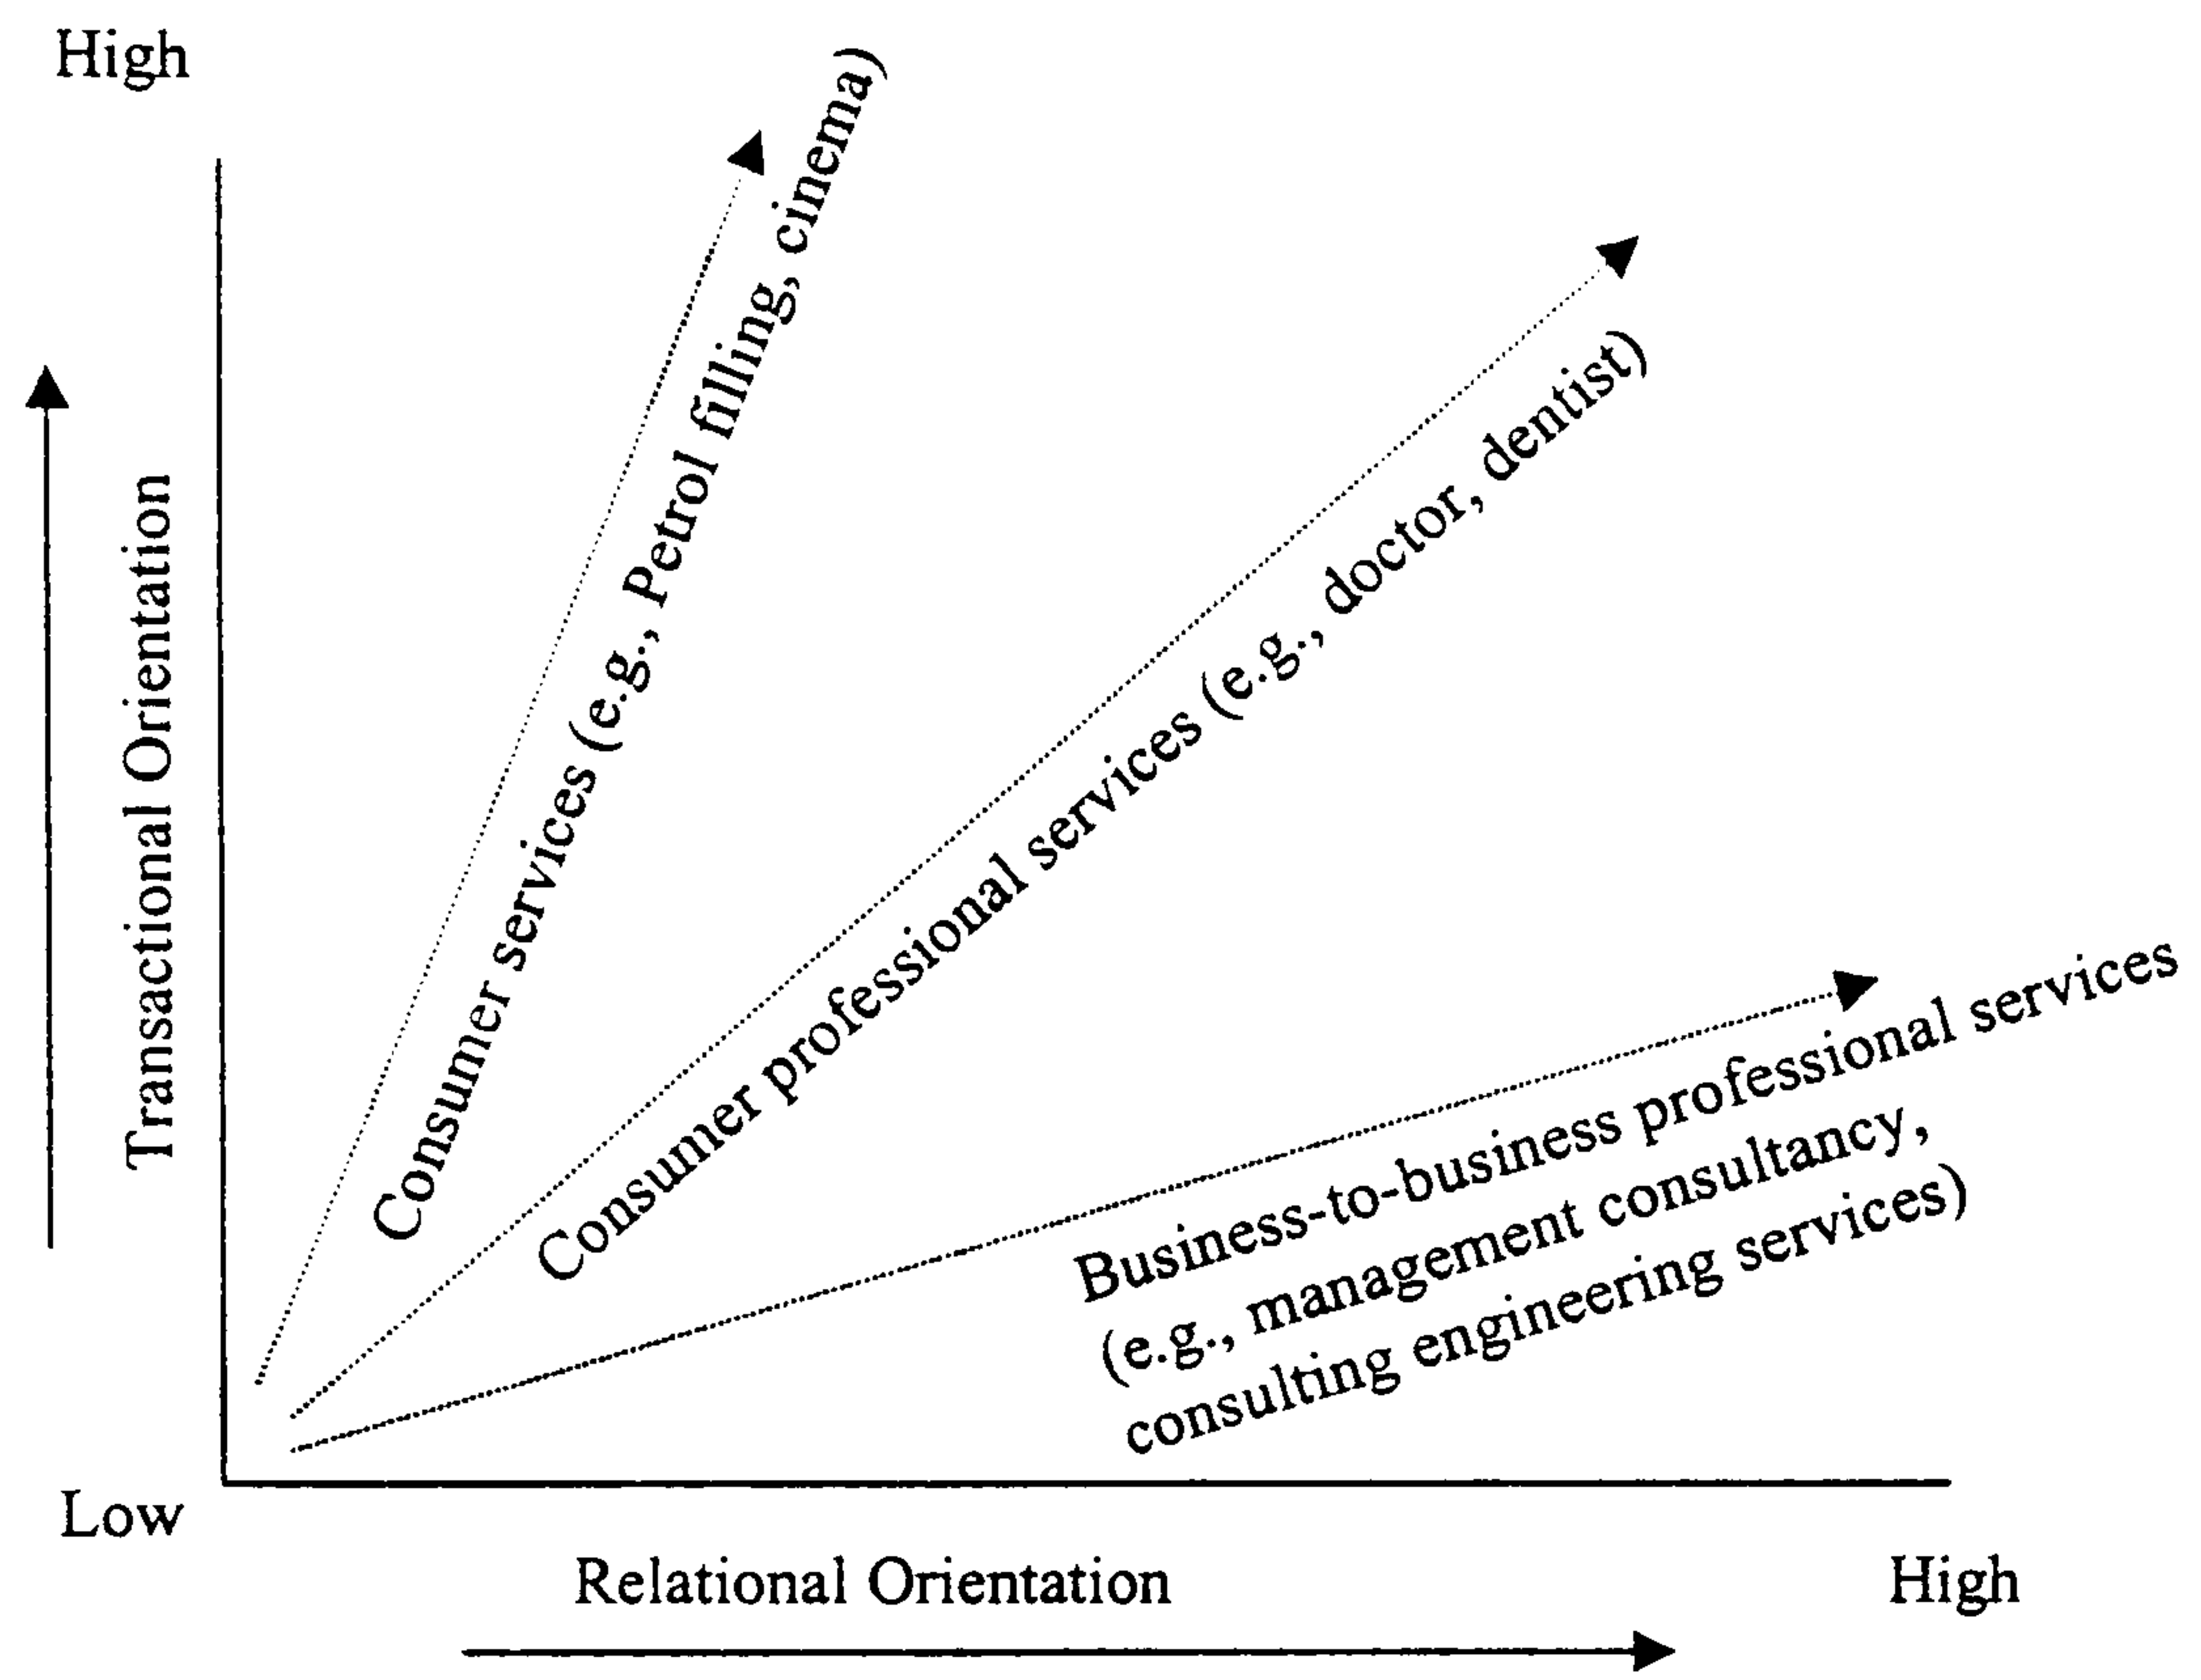 High
Transactional Orientation
Consumer services (e.g., Petrol filling, cinema)
Consumer professional services (e.g., doctor, dentist)
Business-to-business professional services
(e.g., management consultancy,
consulting engineering services)
Low
Relational Orientation
High